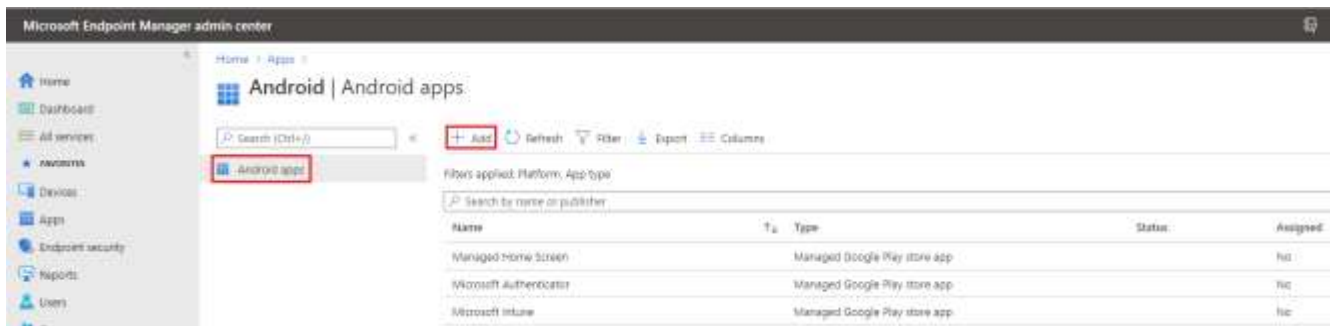 Microsoft Endpoint Manager admin center
Home > Apps >
Home
Android | Android apps
Dashboard
All services
Search (Ctrl+/)
«
+ Add
Refresh
Filter
Export
Columns
FAVORITES
Android apps
Devices
Filters applied: Platform, App type
Search by name or publisher
Apps
Name ↑↓ Type Status Assigned
Endpoint security
Managed Home Screen Managed Google Play store app No
Reports
Microsoft Authenticator Managed Google Play store app No
Users
Microsoft Intune Managed Google Play store app No